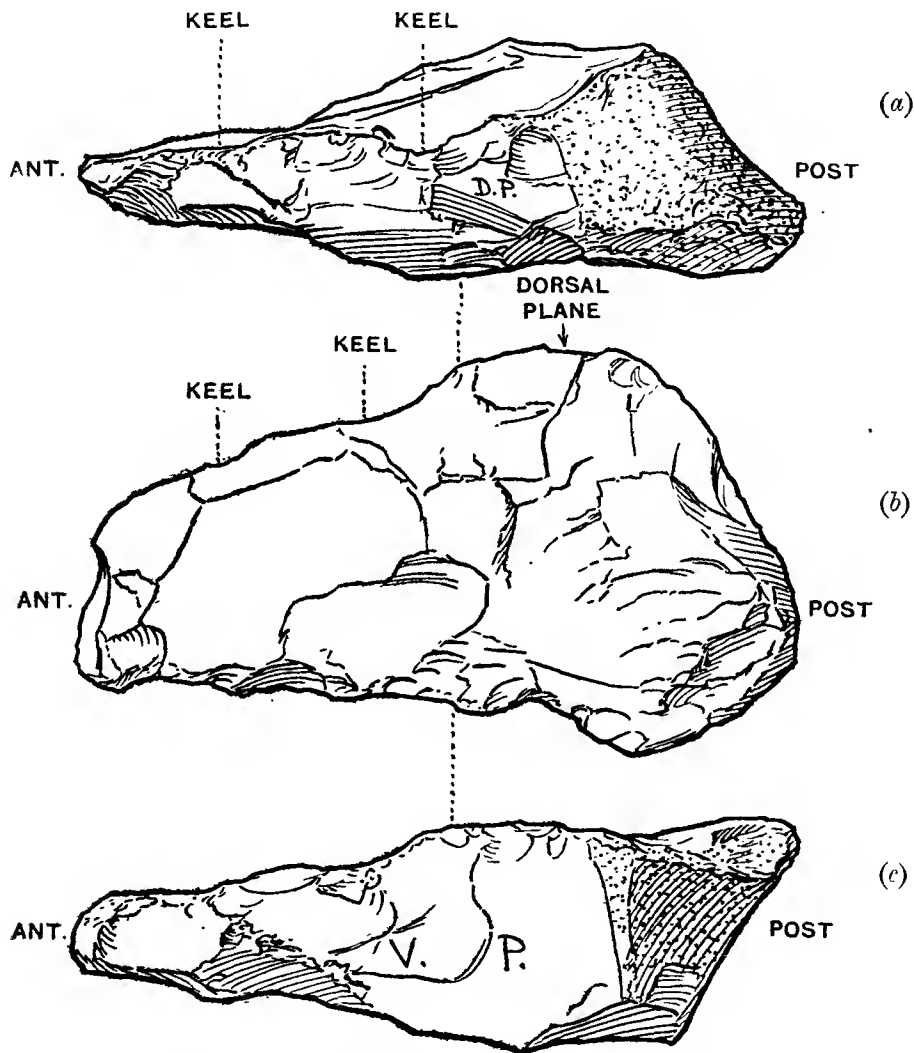 KEEL KEEL
(a)
ANT. POST
D.P.
DORSAL
PLANE
KEEL
KEEL
(b)
ANT. POST
(c)
ANT. POST
V. P.